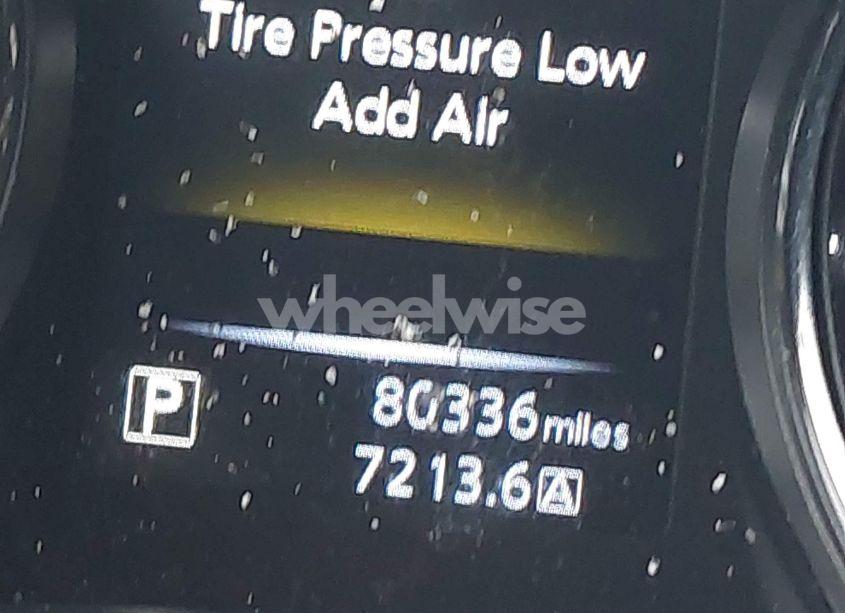 Tire Pressure Low
Add Air
wheelwise
P
80336 miles
7213.6 A